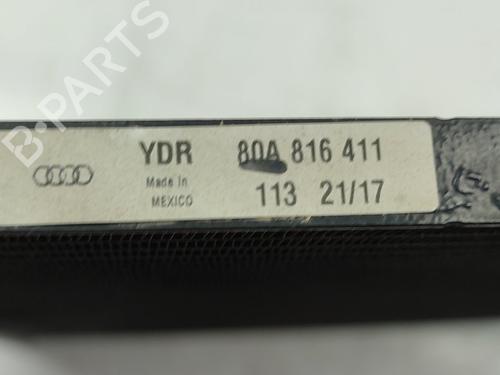 B-PARTS
YDR 80A 816 411
Made in
MEXICO
113 21/17